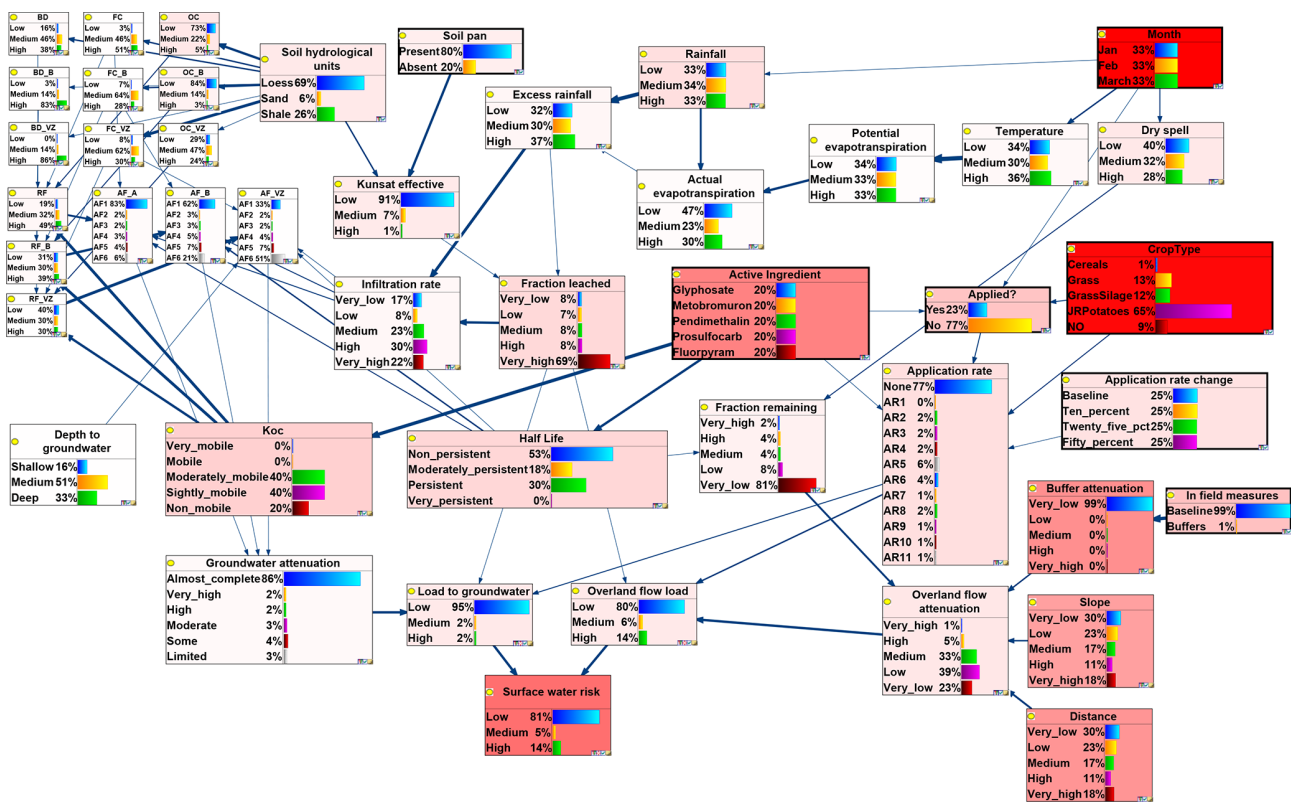 BD
Low 16%
Medium 46%
High 38%
FC
Low 3%
Medium 46%
High 51%
OC
Low 73%
Medium 22%
High 5%
BD_B
Low 3%
Medium 14%
High 83%
FC_B
Low 7%
Medium 64%
High 28%
OC_B
Low 84%
Medium 14%
High 3%
BD_VZ
Low 0%
Medium 14%
High 86%
FC_VZ
Low 8%
Medium 62%
High 30%
OC_VZ
Low 29%
Medium 47%
High 24%
RF
Low 19%
Medium 32%
High 49%
RF_B
Low 31%
Medium 30%
High 39%
RF_VZ
Low 40%
Medium 30%
High 30%
AF_A
AF1 83%
AF2 2%
AF3 2%
AF4 3%
AF5 4%
AF6 6%
AF_B
AF1 62%
AF2 3%
AF3 3%
AF4 5%
AF5 7%
AF6 21%
AF_VZ
AF1 33%
AF2 2%
AF3 2%
AF4 4%
AF5 7%
AF6 51%
Soil hydrological
units
Loess 69%
Sand 6%
Shale 26%
Soil pan
Present 80%
Absent 20%
Excess rainfall
Low 32%
Medium 30%
High 37%
Rainfall
Low 33%
Medium 34%
High 33%
Month
Jan 33%
Feb 33%
March 33%
Potential
evapotranspiration
Low 34%
Medium 33%
High 33%
Temperature
Low 34%
Medium 30%
High 36%
Dry spell
Low 40%
Medium 32%
High 28%
Kunsat effective
Low 91%
Medium 7%
High 1%
Actual
evapotranspiration
Low 47%
Medium 23%
High 30%
Infiltration rate
Very_low 17%
Low 8%
Medium 23%
High 30%
Very_high 22%
Fraction leached
Very_low 8%
Low 7%
Medium 8%
High 8%
Very_high 69%
Active Ingredient
Glyphosate 20%
Metobromuron 20%
Pendimethalin 20%
Prosulfocarb 20%
Fluorpyram 20%
Applied?
Yes 23%
No 77%
CropType
Cereals 1%
Grass 13%
GrassSilage 12%
JRPotatoes 65%
NO 9%
Application rate
None 77%
AR1 0%
AR2 2%
AR3 2%
AR4 2%
AR5 6%
AR6 4%
AR7 1%
AR8 2%
AR9 1%
AR10 1%
AR11 1%
Application rate change
Baseline 25%
Ten_percent 25%
Twenty_five_pct 25%
Fifty_percent 25%
Depth to
groundwater
Shallow 16%
Medium 51%
Deep 33%
Koc
Very_mobile 0%
Mobile 0%
Moderately_mobile 40%
Sightly_mobile 40%
Non_mobile 20%
Half Life
Non_persistent 53%
Moderately_persistent 18%
Persistent 30%
Very_persistent 0%
Fraction remaining
Very_high 2%
High 4%
Medium 4%
Low 8%
Very_low 81%
Buffer attenuation
Very_low 99%
Low 0%
Medium 0%
High 0%
Very_high 0%
In field measures
Baseline 99%
Buffers 1%
Groundwater attenuation
Almost_complete 86%
Very_high 2%
High 2%
Moderate 3%
Some 4%
Limited 3%
Load to groundwater
Low 95%
Medium 2%
High 2%
Overland flow load
Low 80%
Medium 6%
High 14%
Overland flow
attenuation
Very_high 1%
High 5%
Medium 33%
Low 39%
Very_low 23%
Slope
Very_low 30%
Low 23%
Medium 17%
High 11%
Very_high 18%
Surface water risk
Low 81%
Medium 5%
High 14%
Distance
Very_low 30%
Low 23%
Medium 17%
High 11%
Very_high 18%